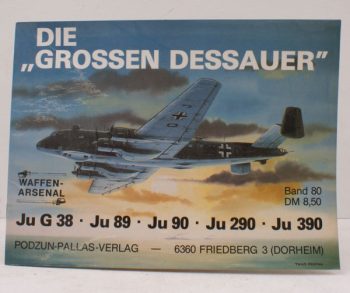 DIE
„GROSSEN DESSAUER"
WAFFEN-
ARSENAL
Band 80
DM 8,50
Ju G 38 · Ju 89 · Ju 90 · Ju 290 · Ju 390
PODZUN-PALLAS-VERLAG — 6360 FRIEDBERG 3 (DORHEIM)